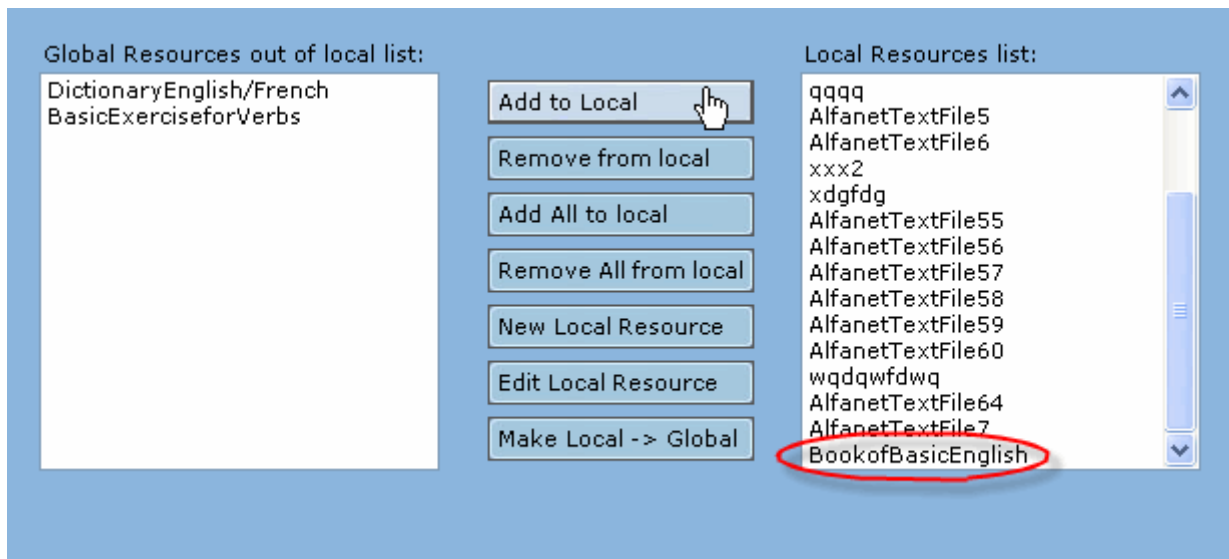 Global Resources out of local list:
DictionaryEnglish/French
BasicExerciseforVerbs
Add to Local
Remove from local
Add All to local
Remove All from local
New Local Resource
Edit Local Resource
Make Local -> Global
Local Resources list:
qqqq
AlfanetTextFile5
AlfanetTextFile6
xxx2
xdgfdg
AlfanetTextFile55
AlfanetTextFile56
AlfanetTextFile57
AlfanetTextFile58
AlfanetTextFile59
AlfanetTextFile60
wqdqwfdwq
AlfanetTextFile64
AlfanetTextFile7
BookofBasicEnglish